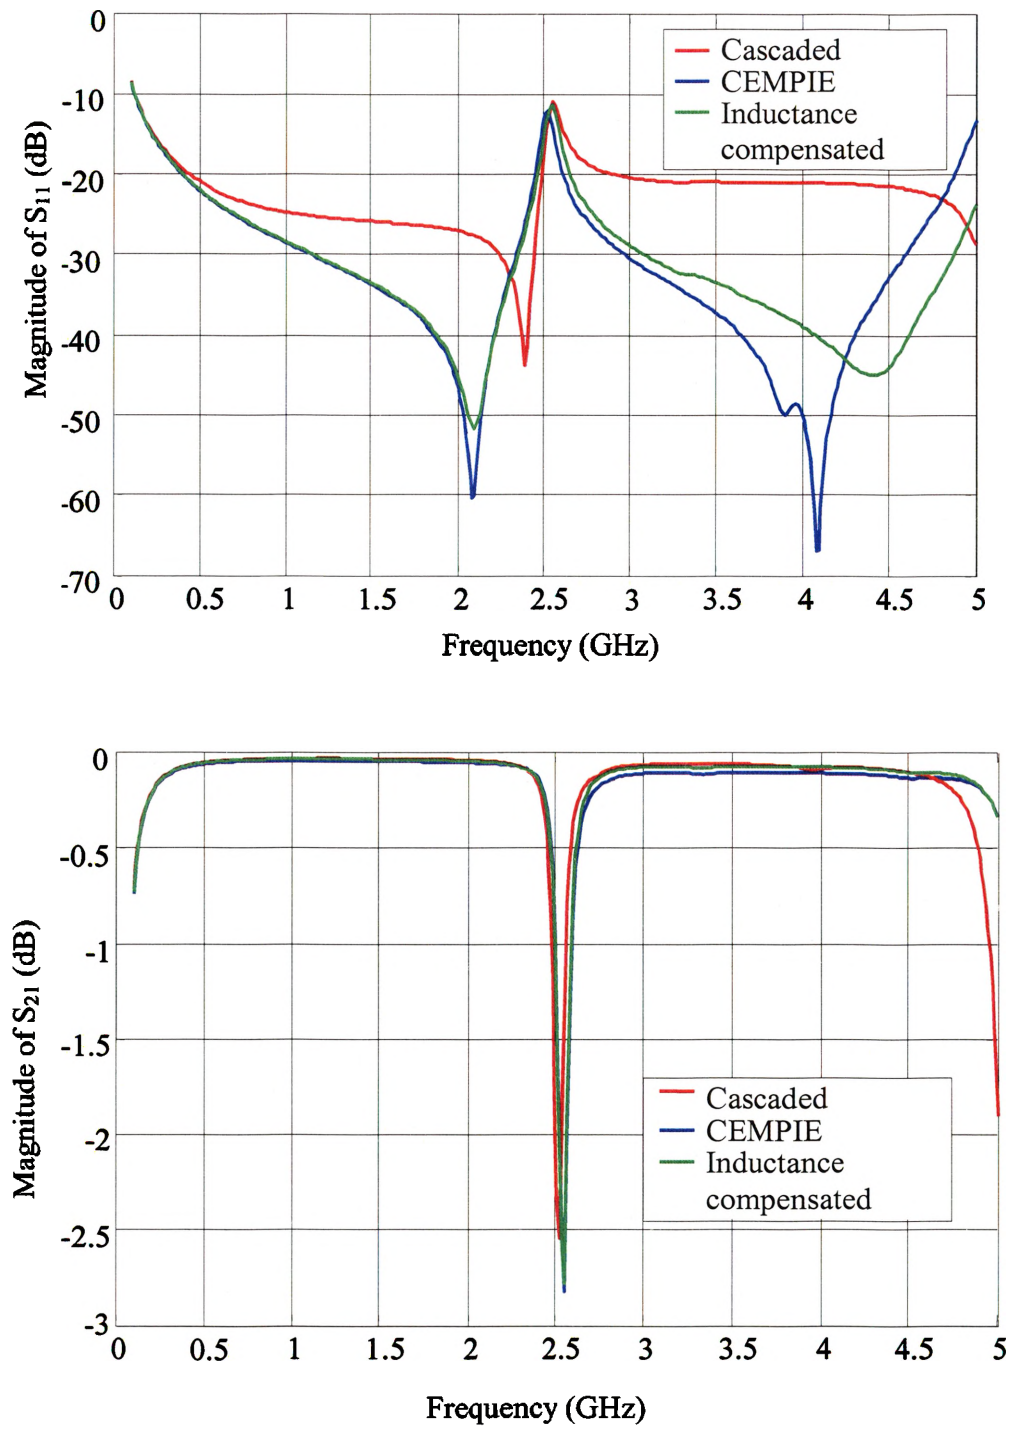 0
-10
-20
-30
-40
-50
-60
-70
Magnitude of S11 (dB)
Cascaded
CEMPIE
Inductance
compensated
0 0.5 1 1.5 2 2.5 3 3.5 4 4.5 5
Frequency (GHz)
0
-0.5
-1
-1.5
-2
-2.5
-3
Magnitude of S21 (dB)
Cascaded
CEMPIE
Inductance
compensated
0 0.5 1 1.5 2 2.5 3 3.5 4 4.5 5
Frequency (GHz)